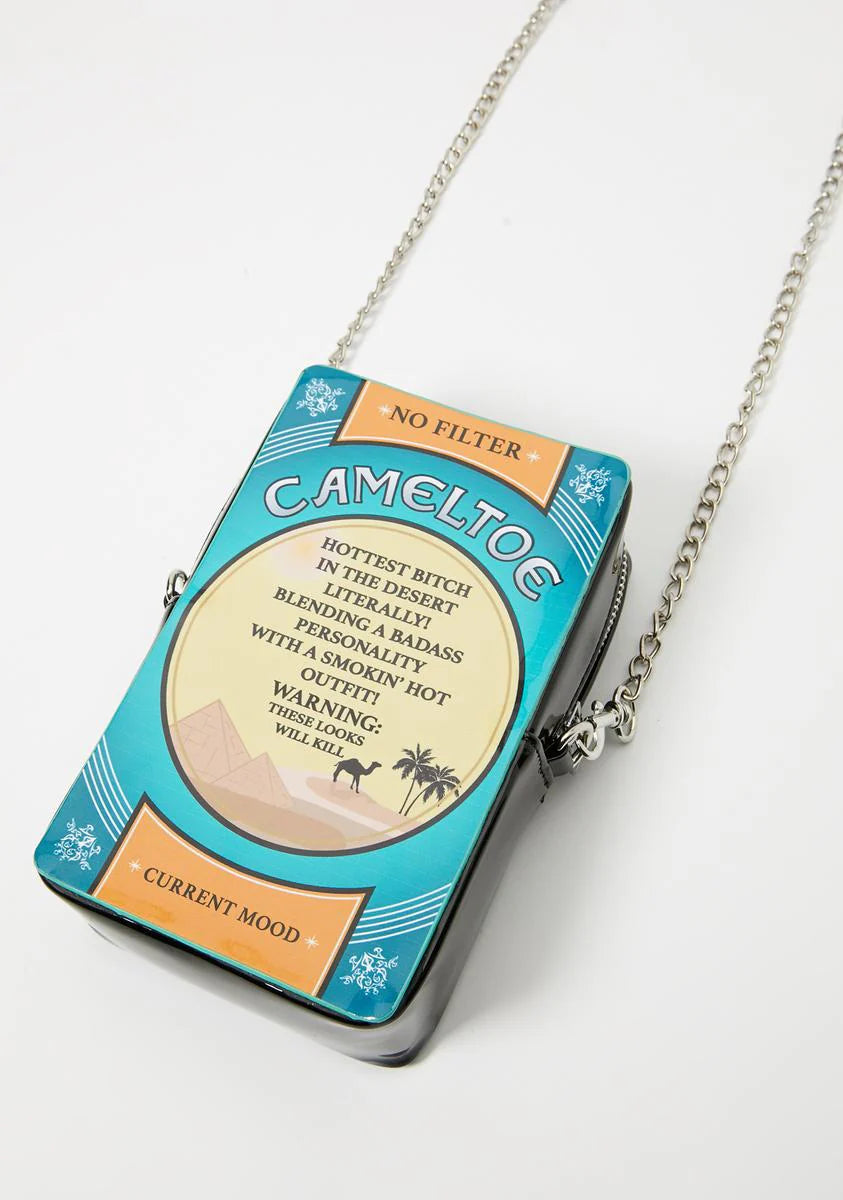 NO FILTER
CAMELTOE
HOTTEST BITCH
IN THE DESERT
LITERALLY!
BLENDING A BADASS
PERSONALITY
WITH A SMOKIN' HOT
OUTFIT!
WARNING:
THESE LOOKS
WILL KILL
CURRENT MOOD